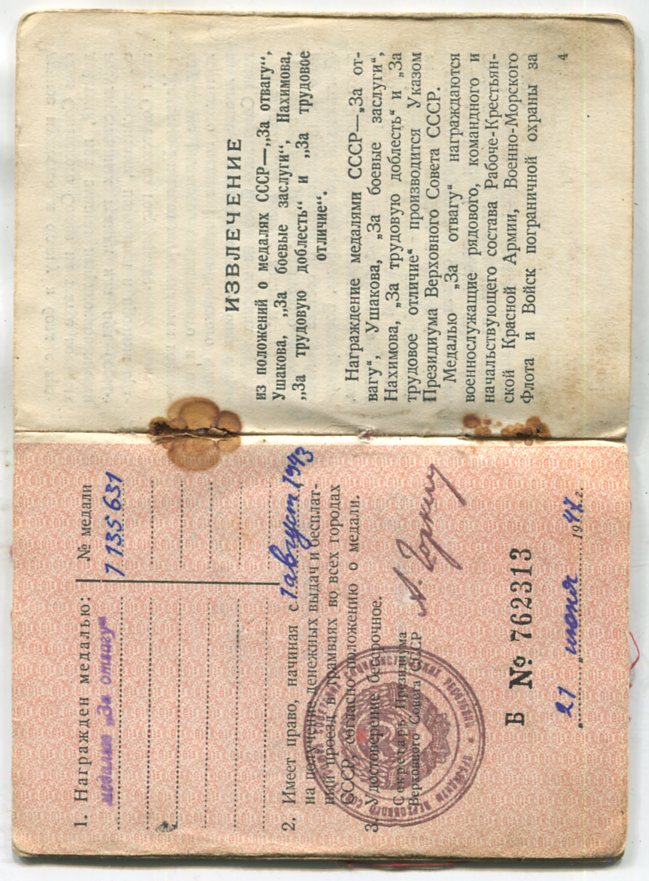 1. Награжден медалью:
№ медали
медалью „За отвагу“
1135631
2. Имеет право, начиная с 1 август 1943
на получение денежных выдач и бесплат-
ный проезд в трамваях во всех городах
СССР, согласно положению о медали.
3. Удостоверение бессрочное.
Секретарь Президиума
Верховного Совета СССР
А. Горкин
Б № 762313
„21 июня 194 г.
ИЗВЛЕЧЕНИЕ
из положений о медалях СССР—„За отвагу“,
Ушакова, „За боевые заслуги“, Нахимова,
„За трудовую доблесть“ и „За трудовое
отличие“.
Награждение медалями СССР—„За от-
вагу“, Ушакова, „За боевые заслуги“,
Нахимова, „За трудовую доблесть“ и „За
трудовое отличие“ производится Указом
Президиума Верховного Совета СССР.
Медалью „За отвагу“ награждаются
военнослужащие рядового, командного и
начальствующего состава Рабоче-Крестьян-
ской Красной Армии, Военно-Морского
Флота и Войск пограничной охраны за
4